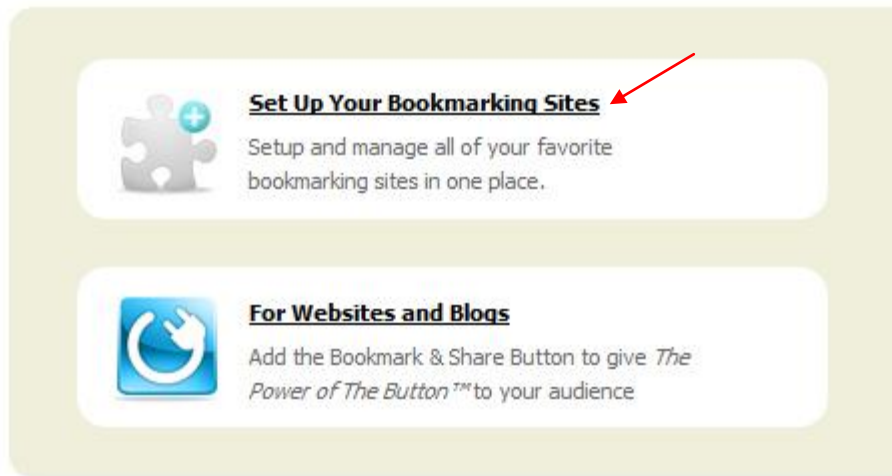 Set Up Your Bookmarking Sites
Setup and manage all of your favorite
bookmarking sites in one place.
For Websites and Blogs
Add the Bookmark & Share Button to give The
Power of The Button™ to your audience